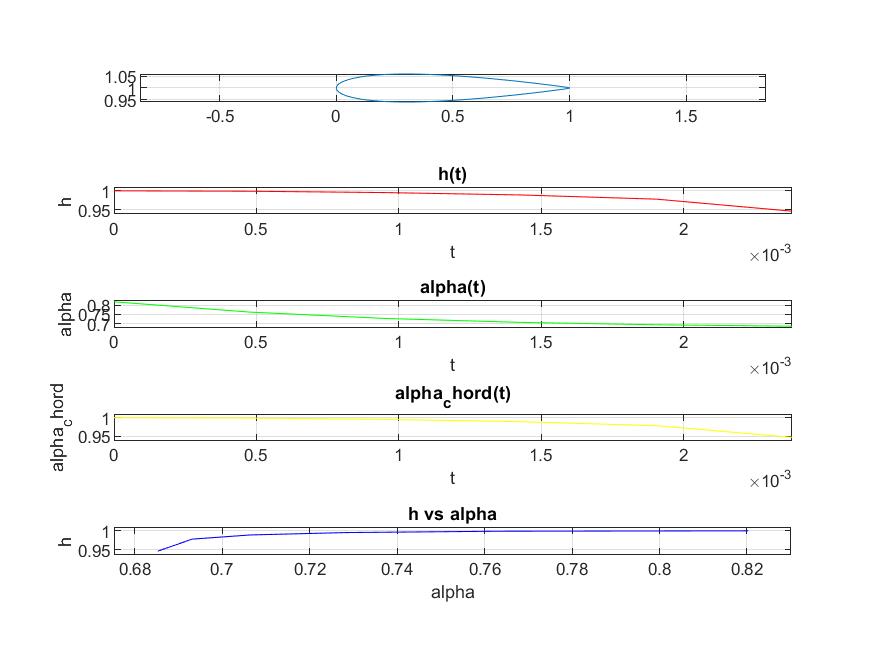 1.05
1
0.95
-0.5 0 0.5 1 1.5
h(t)
1
0.95
h
0 0.5 1 1.5 2
t
×10-3
alpha(t)
0.8
0.75
0.7
alpha
0 0.5 1 1.5 2
t
×10-3
alphachord(t)
1
0.95
alphachord
0 0.5 1 1.5 2
t
×10-3
h vs alpha
1
0.95
h
0.68 0.7 0.72 0.74 0.76 0.78 0.8 0.82
alpha